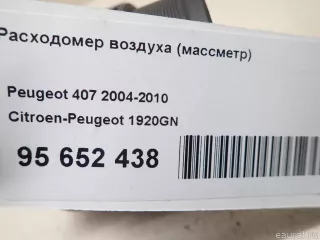 Расходомер воздуха (массметр)
Peugeot 407 2004-2010
Citroen-Peugeot 1920GN
95 652 438